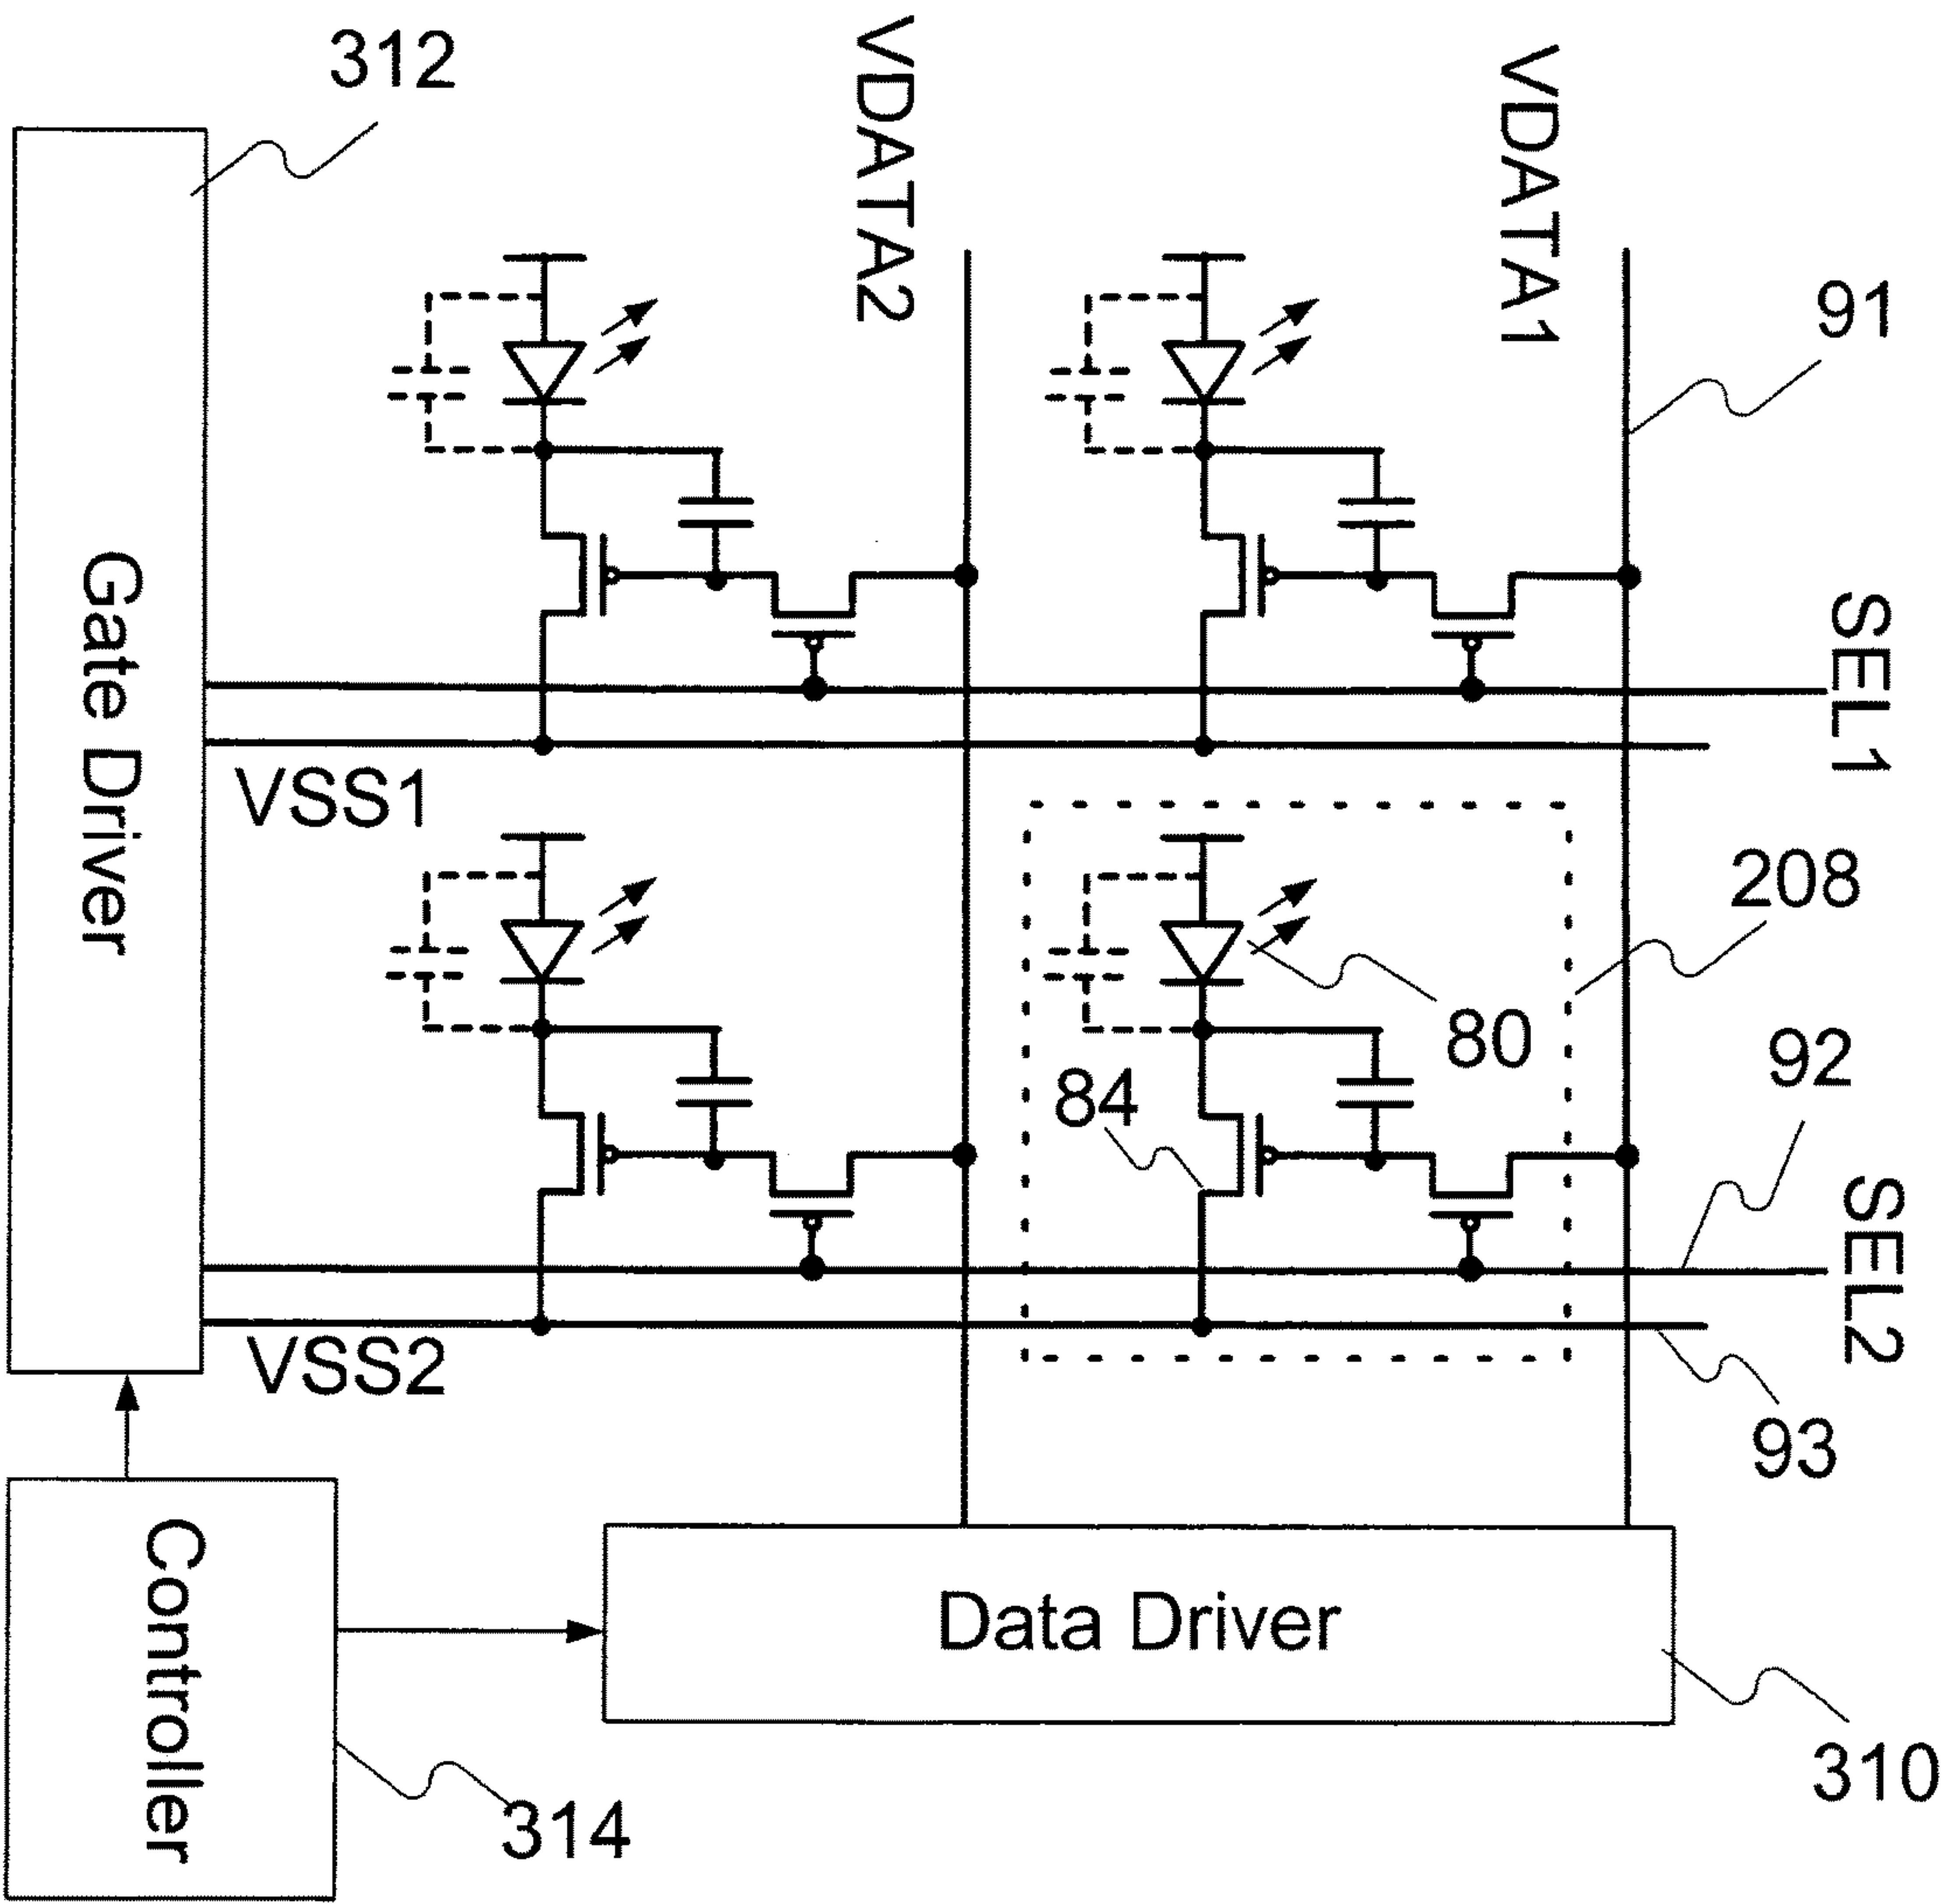 312
VDATA2
VDATA1
91
SEL1
Gate Driver
VSS1
208
80
92
84
SEL2
VSS2
93
Controller
Data Driver
310
314